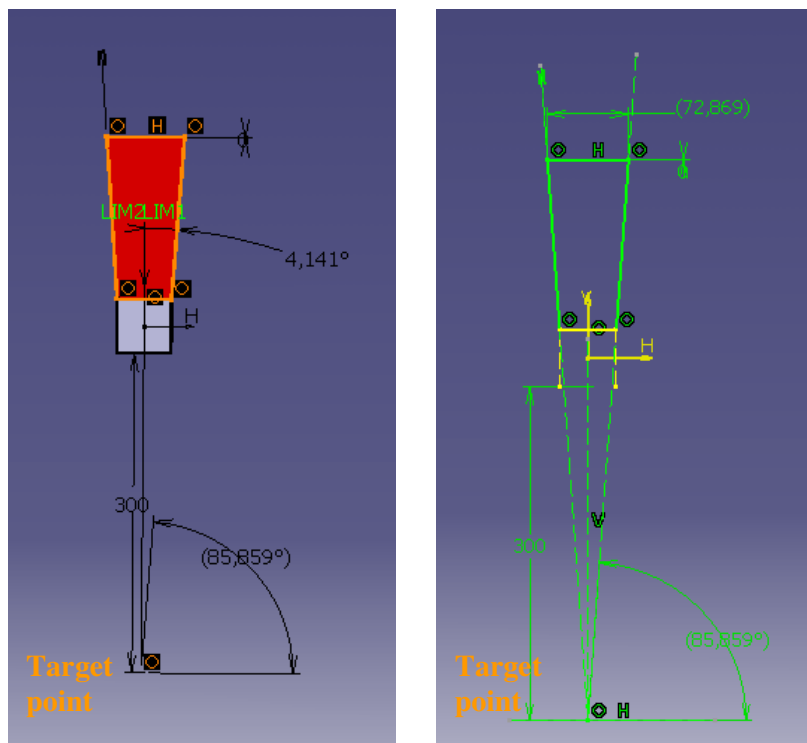 H
LIM2LIM1
4,141°
H
300
(85,859°)
Target
point
(72,869)
H
V
H
V
300
(85,859°)
Target
point
H